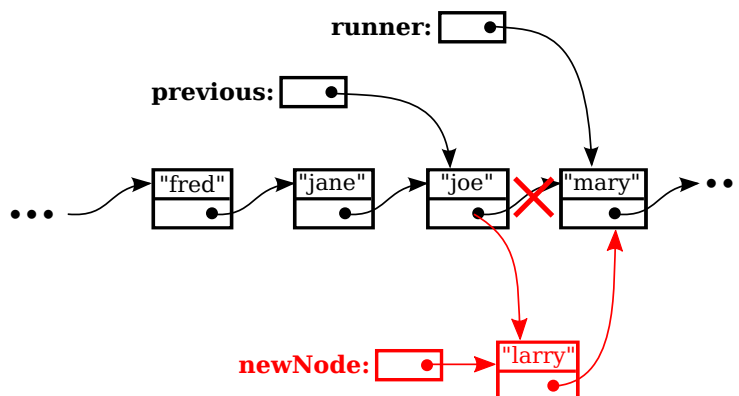 runner:
previous:
"fred" "jane" "joe" "mary"
••• ••
newNode: "larry"